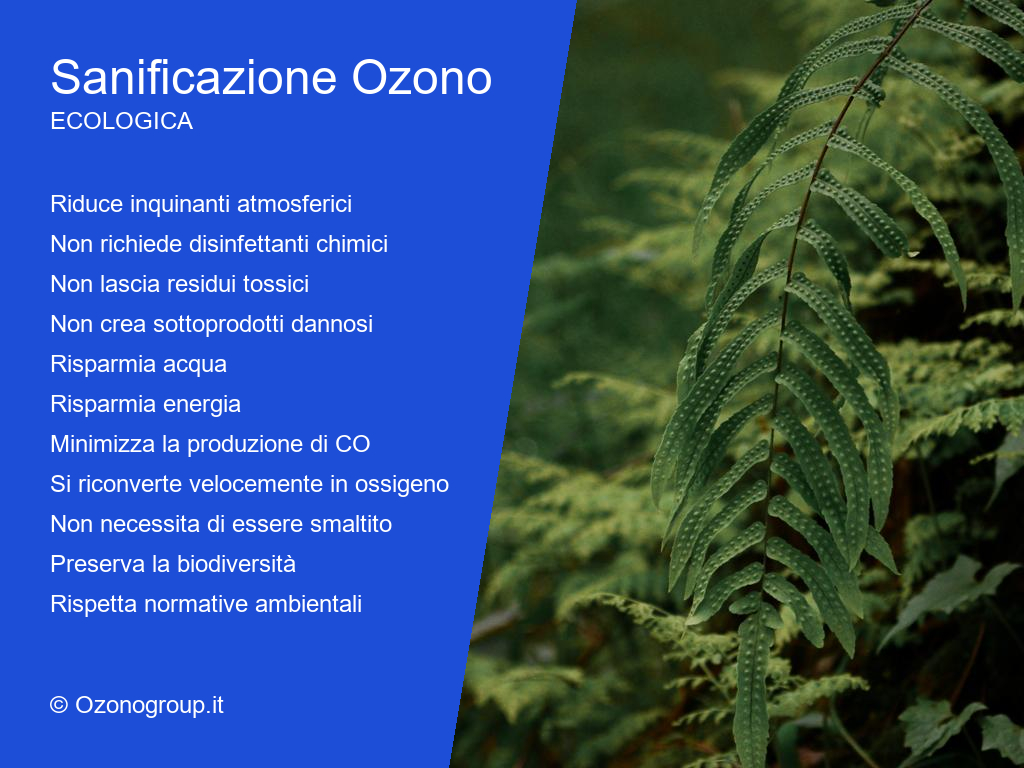 Sanificazione Ozono
ECOLOGICA
Riduce inquinanti atmosferici
Non richiede disinfettanti chimici
Non lascia residui tossici
Non crea sottoprodotti dannosi
Risparmia acqua
Risparmia energia
Minimizza la produzione di CO
Si riconverte velocemente in ossigeno
Non necessita di essere smaltito
Preserva la biodiversità
Rispetta normative ambientali
© Ozonogroup.it